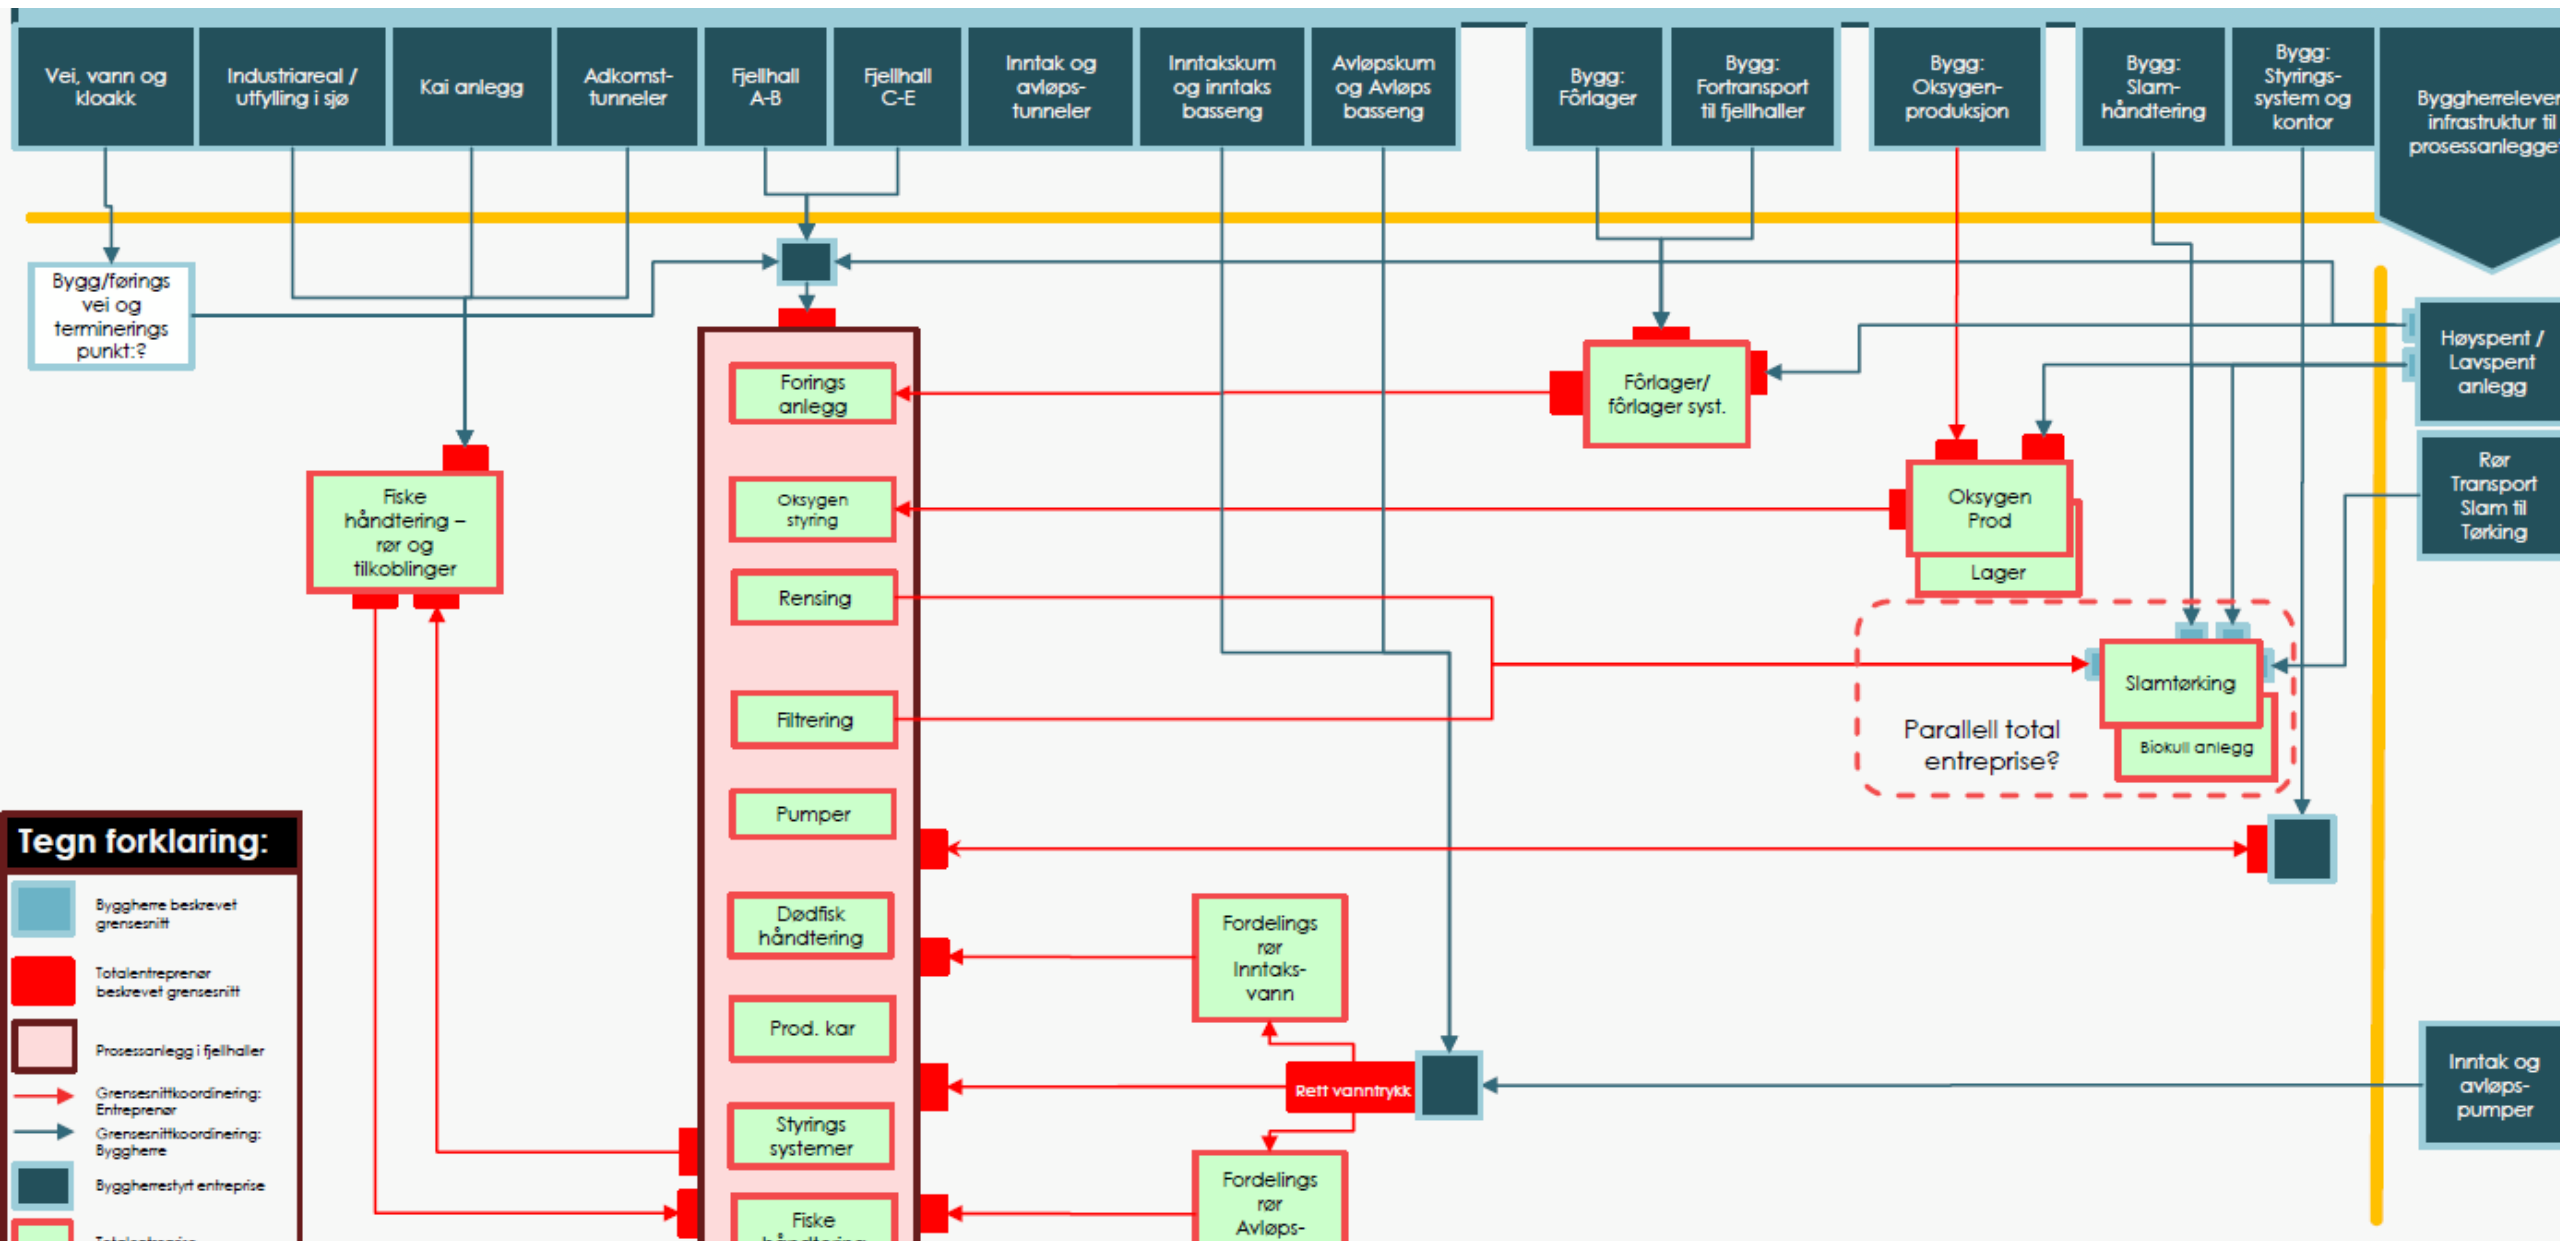 Vei, vann og
kloakk
Industriareal /
utfylling i sjø
Kai anlegg
Adkomst-
tunneler
Fjellhall
A-B
Fjellhall
C-E
Inntak og
avløps-
tunneler
Inntakskum
og inntaks
basseng
Avløpskum
og Avløps
basseng
Bygg:
Fôrlager
Bygg:
Fortransport
til fjellhaller
Bygg:
Oksygen-
produksjon
Bygg:
Slam-
håndtering
Bygg:
Styrings-
system og
kontor
Byggherrelever
infrastruktur til
prosessanlegge
Bygg/førings
vei og
terminerings
punkt:?
Høyspent /
Lavspent
anlegg
Rør
Transport
Slam til
Tørking
Forings
anlegg
Fôrlager/
fôrlager syst.
Fiske
håndtering –
rør og
tilkoblinger
Oksygen
styring
Oksygen
Prod
Lager
Rensing
Filtrering
Slamtørking
Biokull anlegg
Parallell total
entreprise?
Pumper
Dødfisk
håndtering
Fordelings
rør
Inntaks-
vann
Prod. kar
Rett vanntrykk
Inntak og
avløps-
pumper
Styrings
systemer
Fordelings
rør
Avløps-
Fiske
håndtering
Tegn forklaring:
Byggherre beskrevet
grensesnitt
Totalentreprenør
beskrevet grensesnitt
Prosessanlegg i fjellhaller
Grensesnittkoordinering:
Entreprenør
Grensesnittkoordinering:
Byggherre
Byggherrestyrt entreprise
Totalentreprise